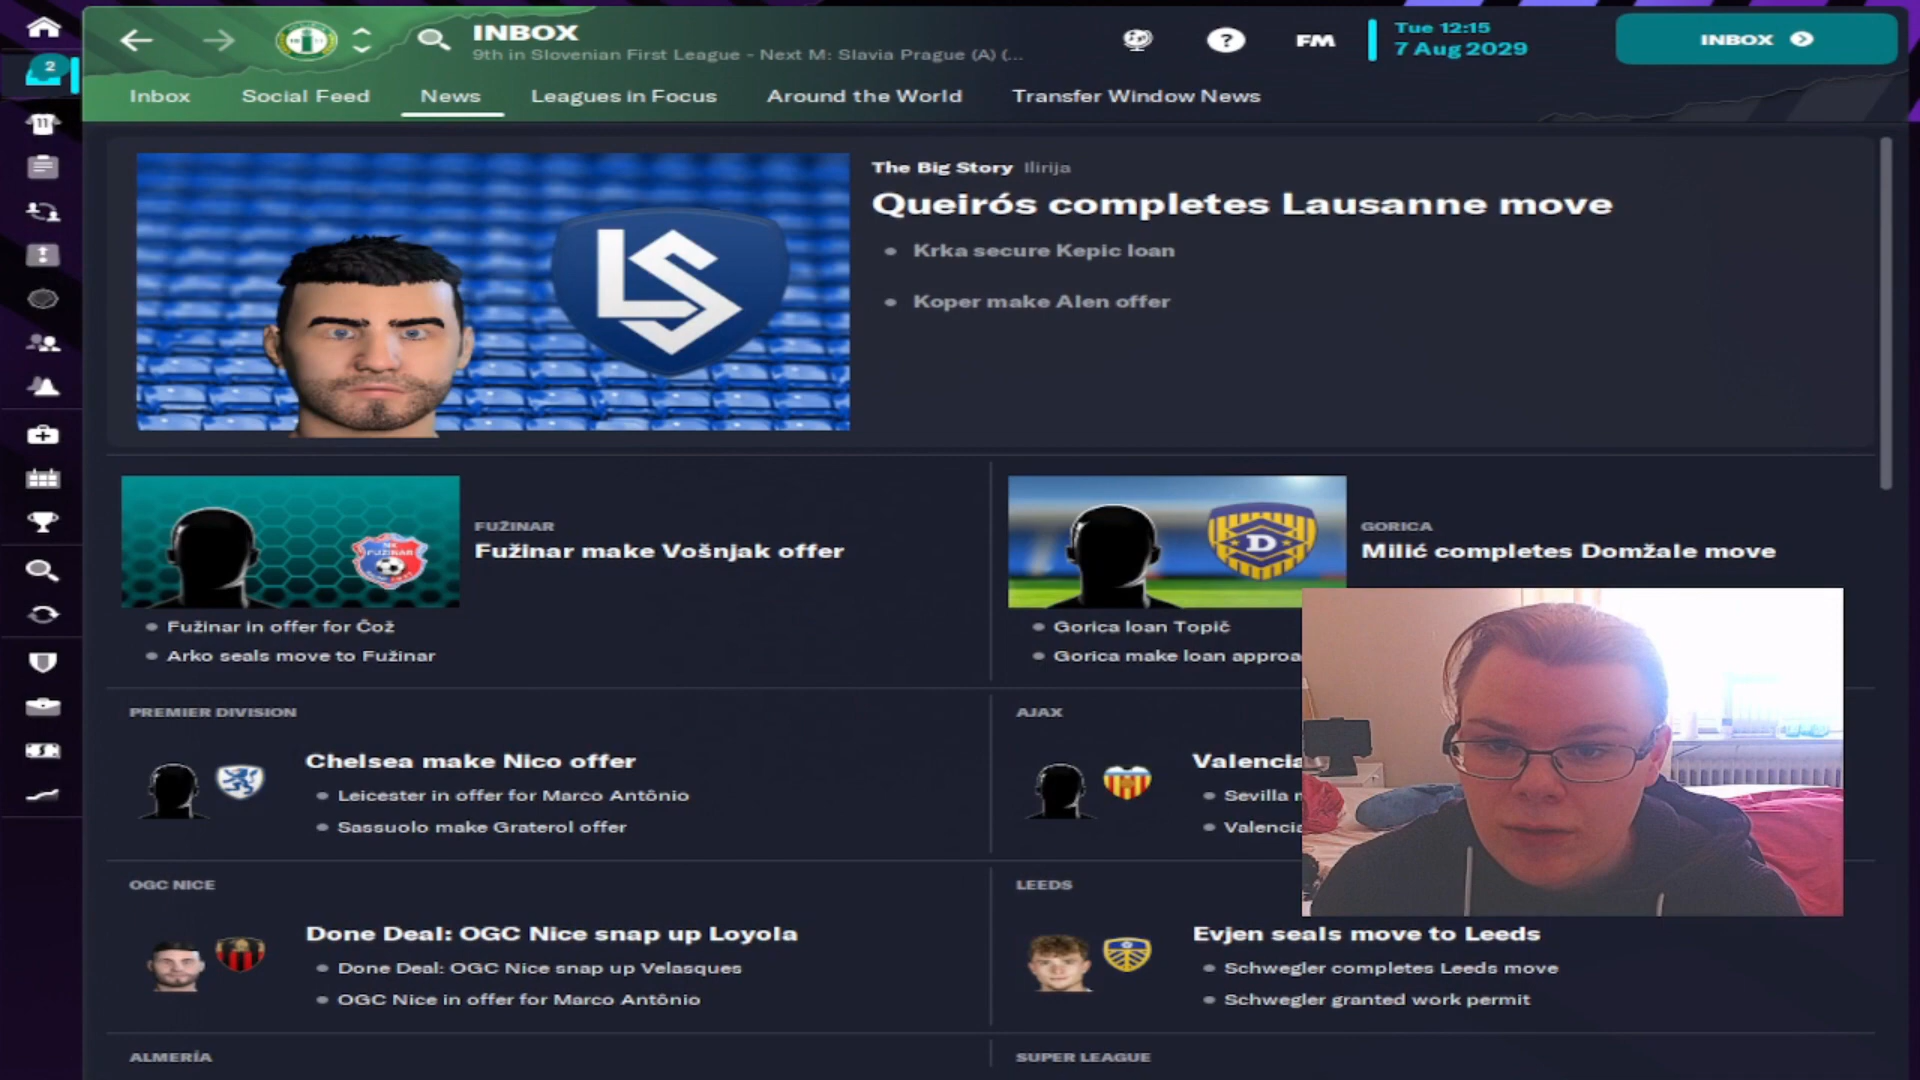 INBOX
9th in Slovenian First League - Next M: Slavia Prague (A) (...
FM
Tue 12:15
7 Aug 2029
INBOX
2
Inbox
Social Feed
News
Leagues in Focus
Around the World
Transfer Window News
11
The Big Story Ilirija
Queirós completes Lausanne move
Krka secure Kepic loan
Koper make Alen offer
LS
FUŽINAR
Fužinar make Vošnjak offer
NK
FUŽINAR
Fužinar in offer for Čož
Arko seals move to Fužinar
GORICA
Milić completes Domžale move
D
Gorica loan Topič
Gorica make loan approa
PREMIER DIVISION
Chelsea make Nico offer
Leicester in offer for Marco Antônio
Sassuolo make Graterol offer
AJAX
Valencia
Sevilla
Valencia
OGC NICE
Done Deal: OGC Nice snap up Loyola
Done Deal: OGC Nice snap up Velasques
OGC Nice in offer for Marco Antônio
LEEDS
Evjen seals move to Leeds
Schwegler completes Leeds move
Schwegler granted work permit
ALMERÍA
SUPER LEAGUE